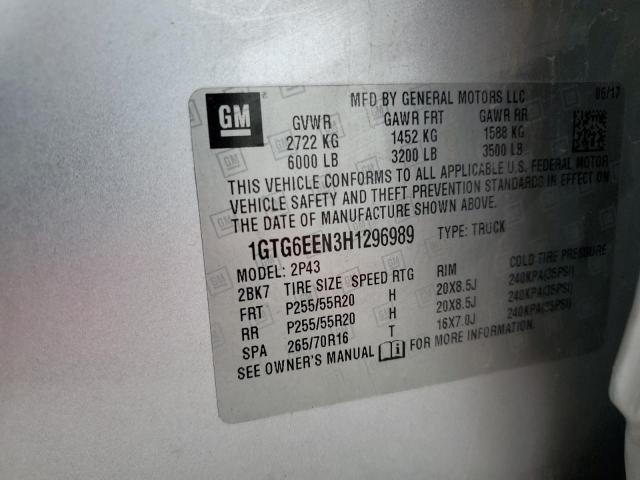 GM
MFD BY GENERAL MOTORS LLC 06/17
GVWR GAWR FRT GAWR RR
2722 KG 1452 KG 1588 KG
6000 LB 3200 LB 3500 LB
THIS VEHICLE CONFORMS TO ALL APPLICABLE U.S. FEDERAL MOTOR
VEHICLE SAFETY AND THEFT PREVENTION STANDARDS IN EFFECT ON
THE DATE OF MANUFACTURE SHOWN ABOVE.
1GTG6EEN3H1296989 TYPE: TRUCK
MODEL: 2P43
2BK7 TIRE SIZE SPEED RTG RIM COLD TIRE PRESSURE
FRT P255/55R20 H 20X8.5J 240KPA(35PSI)
RR P255/55R20 H 20X8.5J 240KPA(35PSI)
SPA 265/70R16 T 16X7.0J 240KPA(35PSI)
SEE OWNER'S MANUAL FOR MORE INFORMATION.